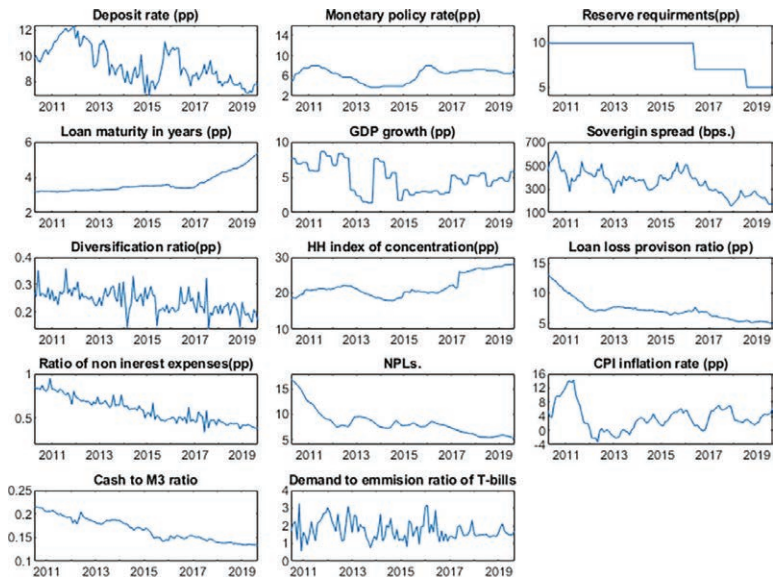 Deposit rate (pp) Monetary policy rate(pp) Reserve requirments(pp)
12 16 10
10 12
8 8 5
6
2
2011 2013 2015 2017 2019 2011 2013 2015 2017 2019 2011 2013 2015 2017 2019
Loan maturity in years (pp) GDP growth (pp) Soverigin spread (bps.)
6 10 700
4 5 500
300
2 0 100
2011 2013 2015 2017 2019 2011 2013 2015 2017 2019 2011 2013 2015 2017 2019
Diversification ratio(pp) HH index of concentration(pp) Loan loss provison ratio (pp)
0.4 30 15
0.3 20 10
0.2 10 5
2011 2013 2015 2017 2019 2011 2013 2015 2017 2019 2011 2013 2015 2017 2019
Ratio of non inerest expenses(pp) NPLs. CPI inflation rate (pp)
1 15 16
12
0.5 10 8
4
5 0
-4
2011 2013 2015 2017 2019 2011 2013 2015 2017 2019 2011 2013 2015 2017 2019
Cash to M3 ratio Demand to emmision ratio of T-bills
0.25 4
0.2 3
0.15 2
1
0.1 0
2011 2013 2015 2017 2019 2011 2013 2015 2017 2019